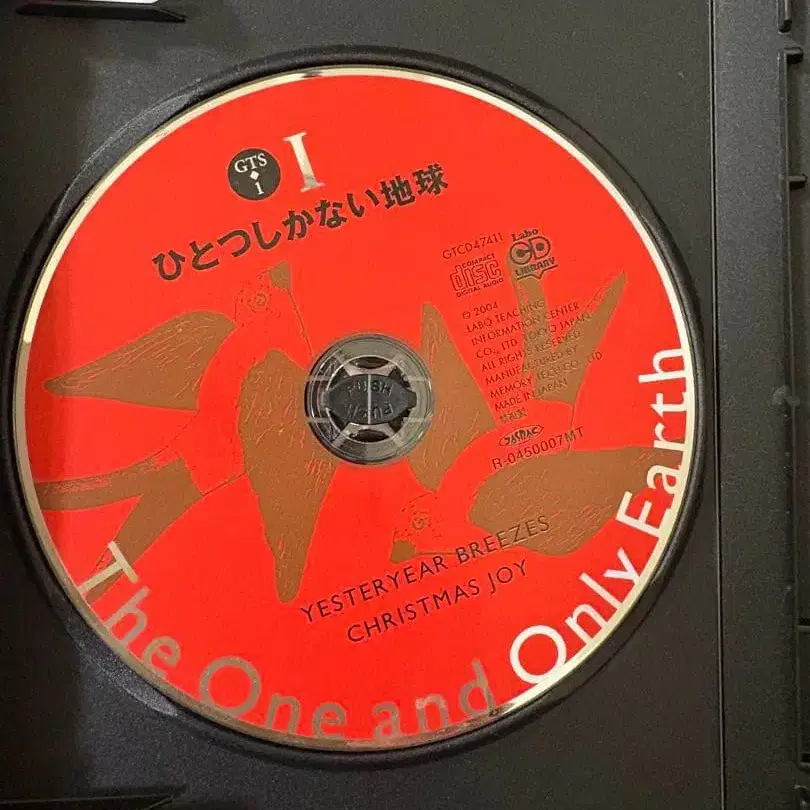 GTS
1
I
ひとつしかない地球
GTCD47411
COMPACT
disc
DIGITAL AUDIO
Labo
CD
LIBRARY
© 2004
LABO TEACHING
INFORMATION CENTER
CO., LTD. TOKYO JAPAN
ALL RIGHTS RESERVED
MANUFACTURED BY
MEMORY-TECH CO., LTD
MADE IN JAPAN
JASRAC
R-0450007MT
PUSH
PUSH
YESTERYEAR BREEZES
CHRISTMAS JOY
The One and Only Earth